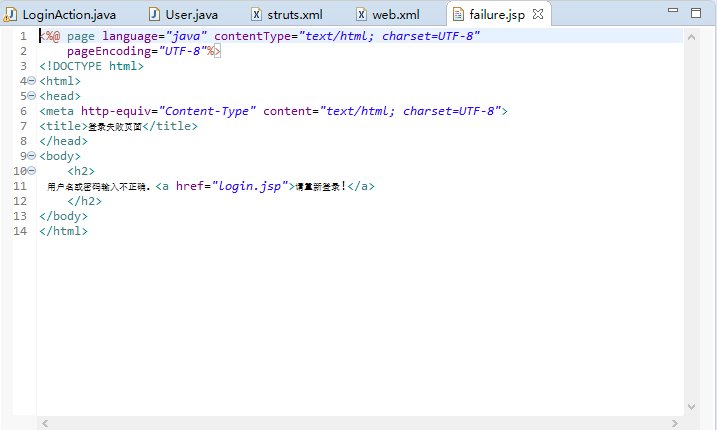 LoginAction.java User.java struts.xml web.xml failure.jsp
1 <%@ page language="java" contentType="text/html; charset=UTF-8"
2     pageEncoding="UTF-8"%>
3 <!DOCTYPE html>
4 <html>
5 <head>
6 <meta http-equiv="Content-Type" content="text/html; charset=UTF-8">
7 <title>登录失败页面</title>
8 </head>
9 <body>
10     <h2>
11  用户名或密码输入不正确. <a href="login.jsp">请重新登录!</a>
12     </h2>
13 </body>
14 </html>